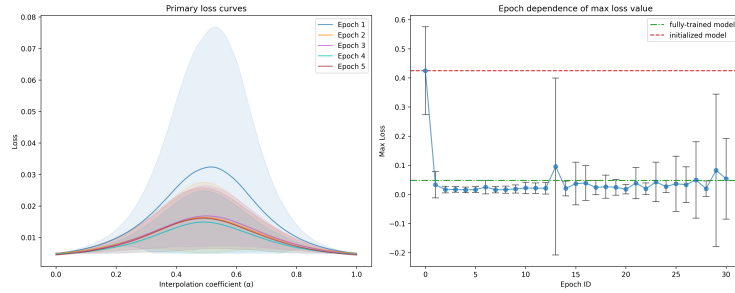 Primary loss curves
0.08
0.07
0.06
0.05
0.04
0.03
0.02
0.01
Loss
0.0
0.2
0.4
0.6
0.8
1.0
Interpolation coefficient (α)
Epoch 1
Epoch 2
Epoch 3
Epoch 4
Epoch 5
Epoch dependence of max loss value
0.6
0.5
0.4
0.3
0.2
0.1
0.0
−0.1
−0.2
Max Loss
0
5
10
15
20
25
30
Epoch ID
fully-trained model
initialized model